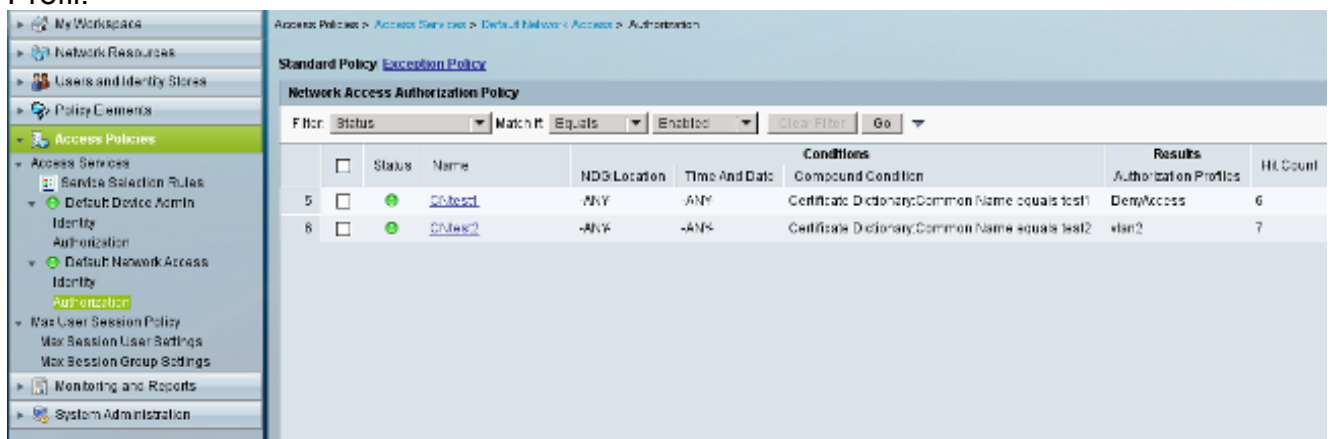 Profil.
My Workspace
Network Resources
Users and Identity Stores
Policy Elements
Access Policies
Access Services
Service Selection Rules
Default Device Admin
Identity
Authorization
Default Network Access
Identity
Authorization
Max User Session Policy
Max Session User Settings
Max Session Group Settings
Monitoring and Reports
System Administration
Access Policies > Access Services > Default Network Access > Authorization
Standard Policy Exception Policy
Network Access Authorization Policy
Filter: Status Match if: Equals Enabled Clear Filter Go
Conditions Results
Status Name NDG:Location Time And Date Compound Condition Authorization Profiles Hit Count
5 CNtest1 -ANY- -ANY- Certificate Dictionary:Common Name equals test1 DenyAccess 6
6 CNtest2 -ANY- -ANY- Certificate Dictionary:Common Name equals test2 vlan2 7